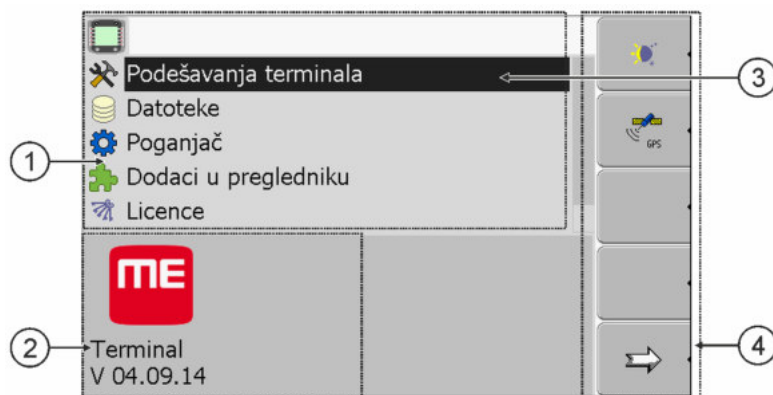 Podešavanja terminala
3
Datoteke
Poganjač
GPS
1
Dodaci u pregledniku
Licence
ME
2
Terminal
4
V 04.09.14